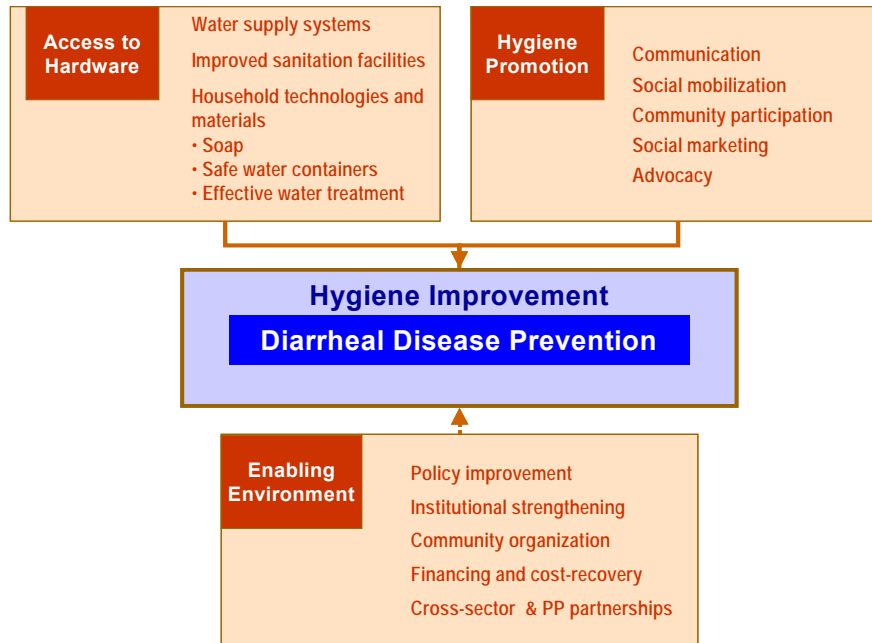 Access to
Hardware
Water supply systems
Improved sanitation facilities
Household technologies and
materials
• Soap
• Safe water containers
• Effective water treatment
Hygiene
Promotion
Communication
Social mobilization
Community participation
Social marketing
Advocacy
Hygiene Improvement
Diarrheal Disease Prevention
Enabling
Environment
Policy improvement
Institutional strengthening
Community organization
Financing and cost-recovery
Cross-sector & PP partnerships